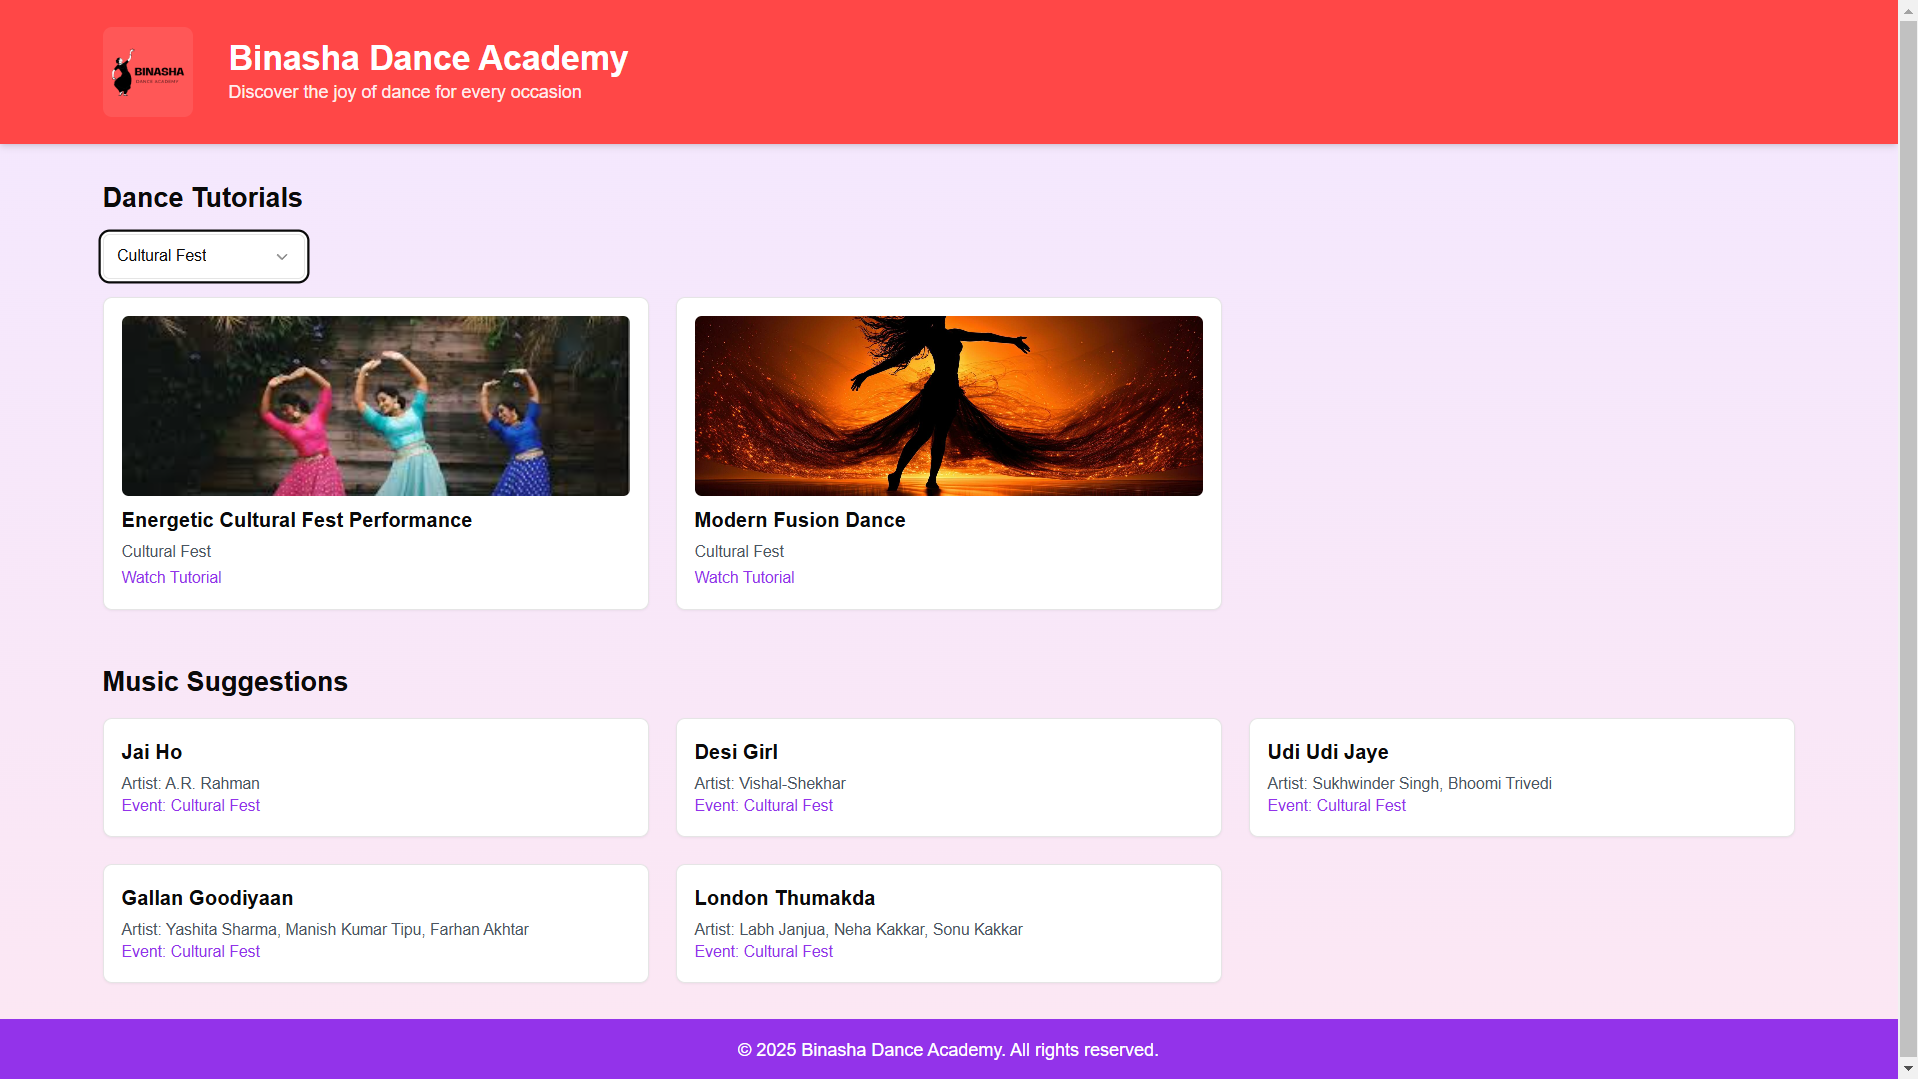 BINASHA
DANCE ACADEMY
Binasha Dance Academy
Discover the joy of dance for every occasion
Dance Tutorials
Cultural Fest
Energetic Cultural Fest Performance
Cultural Fest
Watch Tutorial
Modern Fusion Dance
Cultural Fest
Watch Tutorial
Music Suggestions
Jai Ho
Artist: A.R. Rahman
Event: Cultural Fest
Desi Girl
Artist: Vishal-Shekhar
Event: Cultural Fest
Udi Udi Jaye
Artist: Sukhwinder Singh, Bhoomi Trivedi
Event: Cultural Fest
Gallan Goodiyaan
Artist: Yashita Sharma, Manish Kumar Tipu, Farhan Akhtar
Event: Cultural Fest
London Thumakda
Artist: Labh Janjua, Neha Kakkar, Sonu Kakkar
Event: Cultural Fest
© 2025 Binasha Dance Academy. All rights reserved.